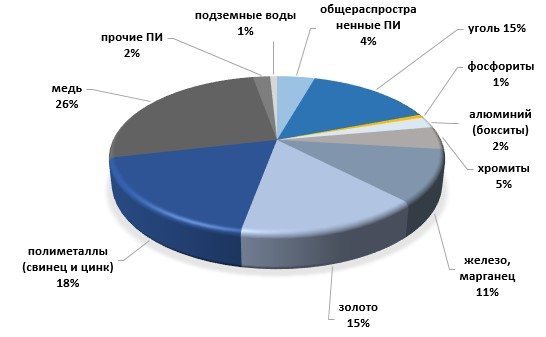 общераспростра
ненные ПИ
4%
уголь 15%
фосфориты
1%
алюминий
(бокситы)
2%
хромиты
5%
железо,
марганец
11%
золото
15%
полиметаллы
(свинец и цинк)
18%
медь
26%
прочие ПИ
2%
подземные воды
1%